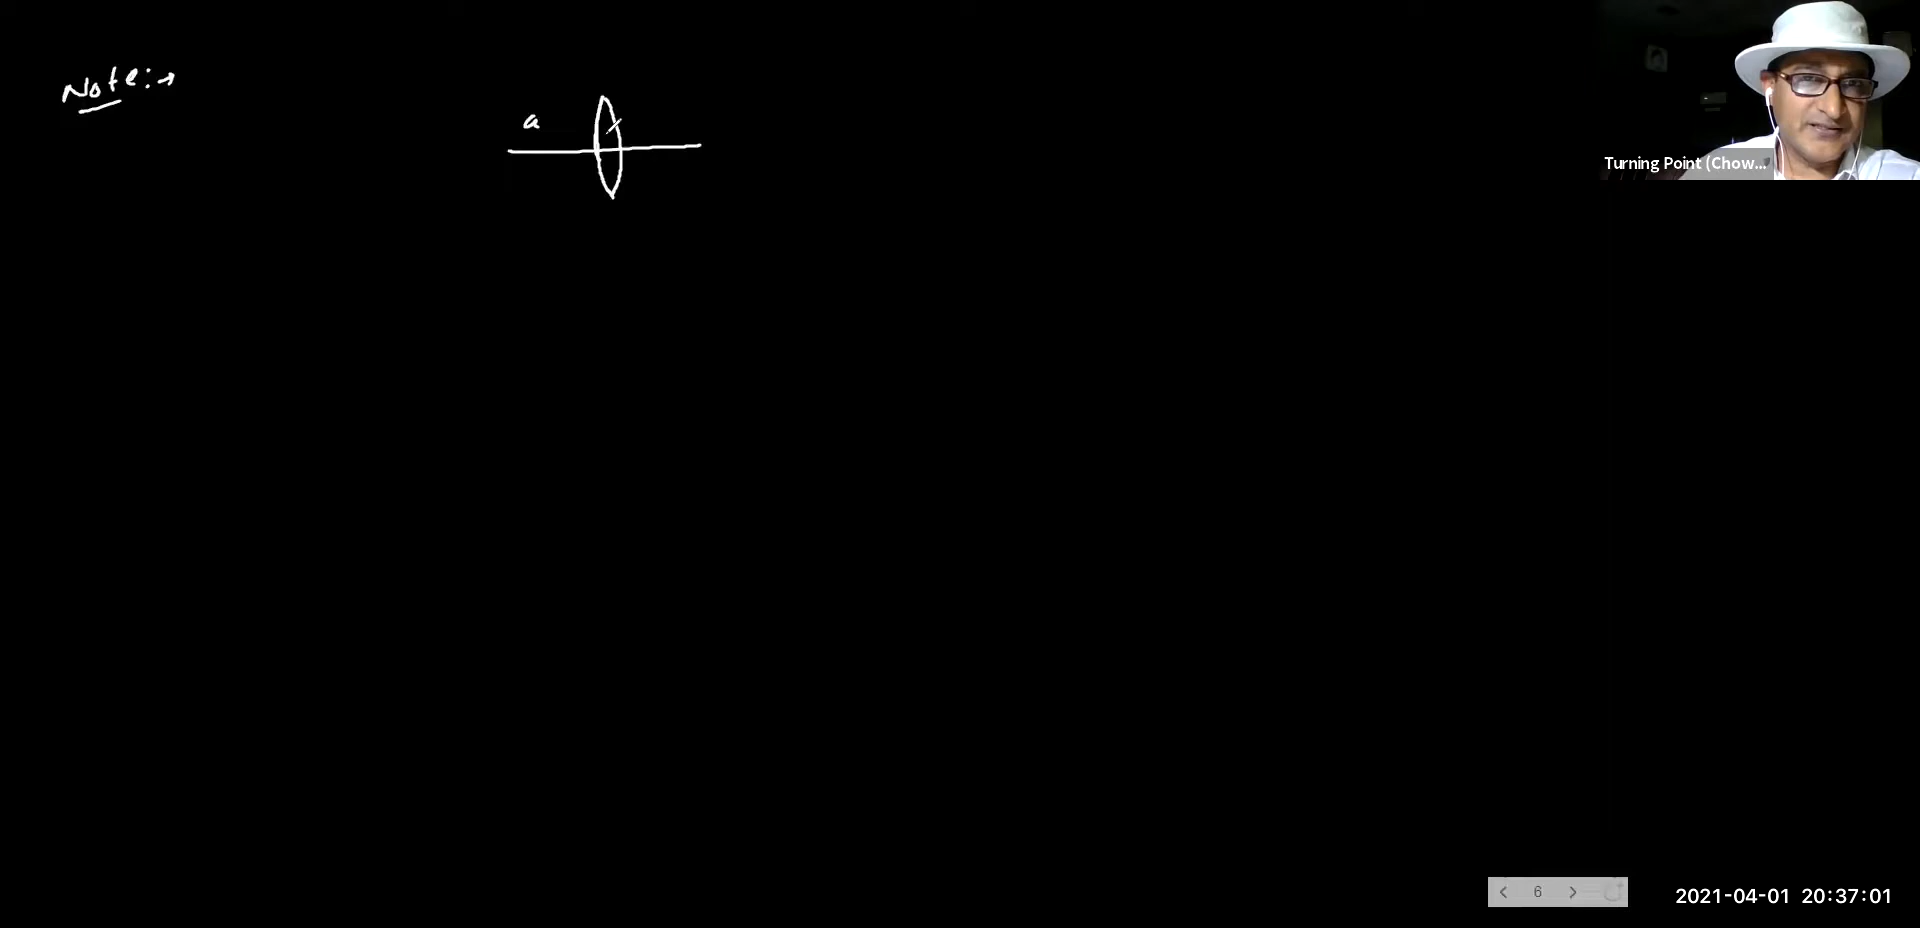 Note:→
a
Turning Point (Chow...
6
2021-04-01 20:37:01